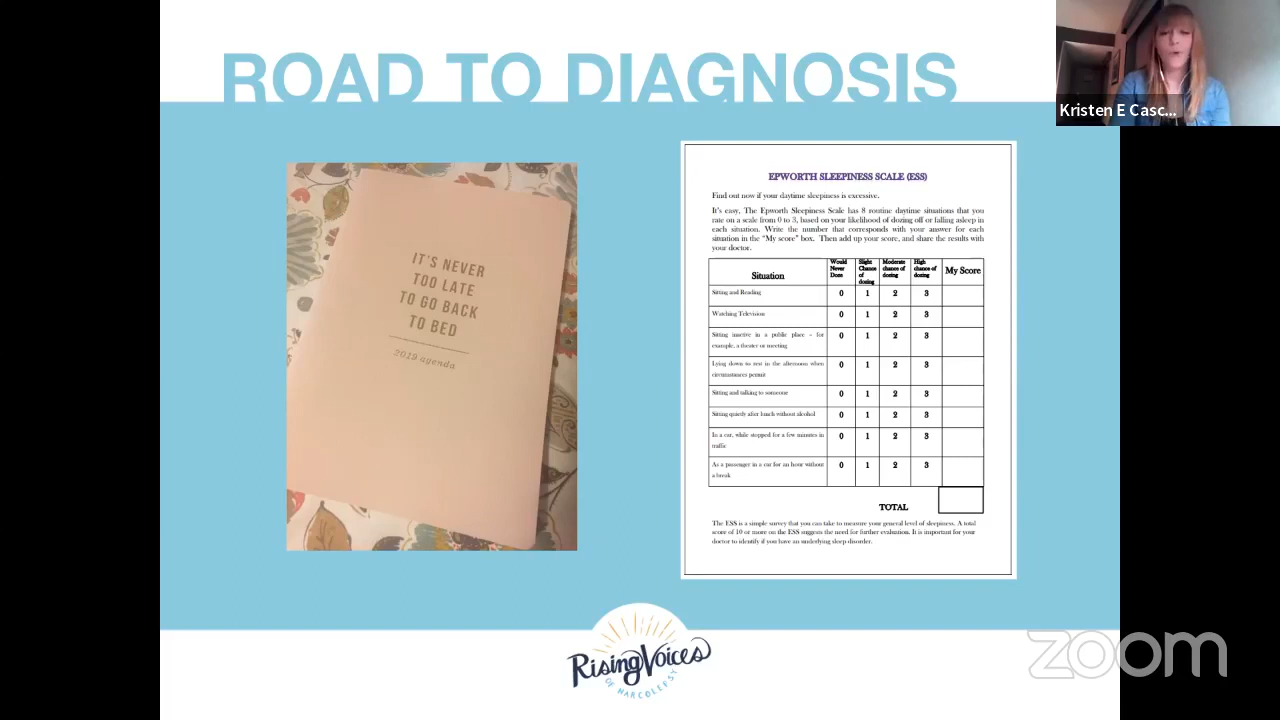 ROAD TO DIAGNOSIS
Kristen E Casc...
IT'S NEVER
TOO LATE
TO GO BACK
TO BED
2019 agenda
EPWORTH SLEEPINESS SCALE (ESS)
Find out now if your daytime sleepiness is excessive.
It's easy, The Epworth Sleepiness Scale has 8 routine daytime situations that you
rate on a scale from 0 to 3, based on your likelihood of dozing off or falling asleep in
each situation. Write the number that corresponds with your answer for each
situation in the "My score" box. Then add up your score, and share the results with
your doctor.
Situation
Would
Never
Doze
Slight
Chance
of
dozing
Moderate
chance of
dozing
High
chance of
dozing
My Score
Sitting and Reading 0 1 2 3
Watching Television 0 1 2 3
Sitting inactive in a public place – for 0 1 2 3
example, a theater or meeting
Lying down to rest in the afternoon when 0 1 2 3
circumstances permit
Sitting and talking to someone 0 1 2 3
Sitting quietly after lunch without alcohol 0 1 2 3
In a car, while stopped for a few minutes in 0 1 2 3
traffic
As a passenger in a car for an hour without 0 1 2 3
a break
TOTAL
The ESS is a simple survey that you can take to measure your general level of sleepiness. A total
score of 10 or more on the ESS suggests the need for further evaluation. It is important for your
doctor to identify if you have an underlying sleep disorder.
Rising Voices
OF NARCOLEPSY
zoom